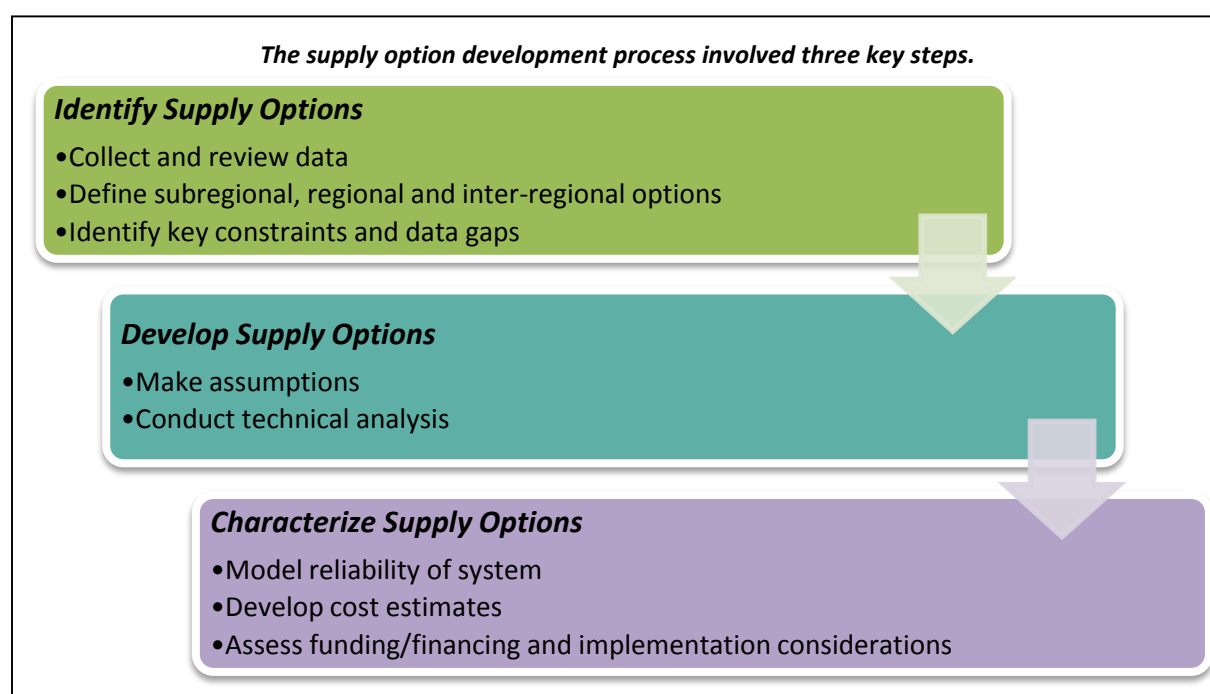 The supply option development process involved three key steps.
Identify Supply Options
•Collect and review data
•Define subregional, regional and inter-regional options
•Identify key constraints and data gaps
Develop Supply Options
•Make assumptions
•Conduct technical analysis
Characterize Supply Options
•Model reliability of system
•Develop cost estimates
•Assess funding/financing and implementation considerations